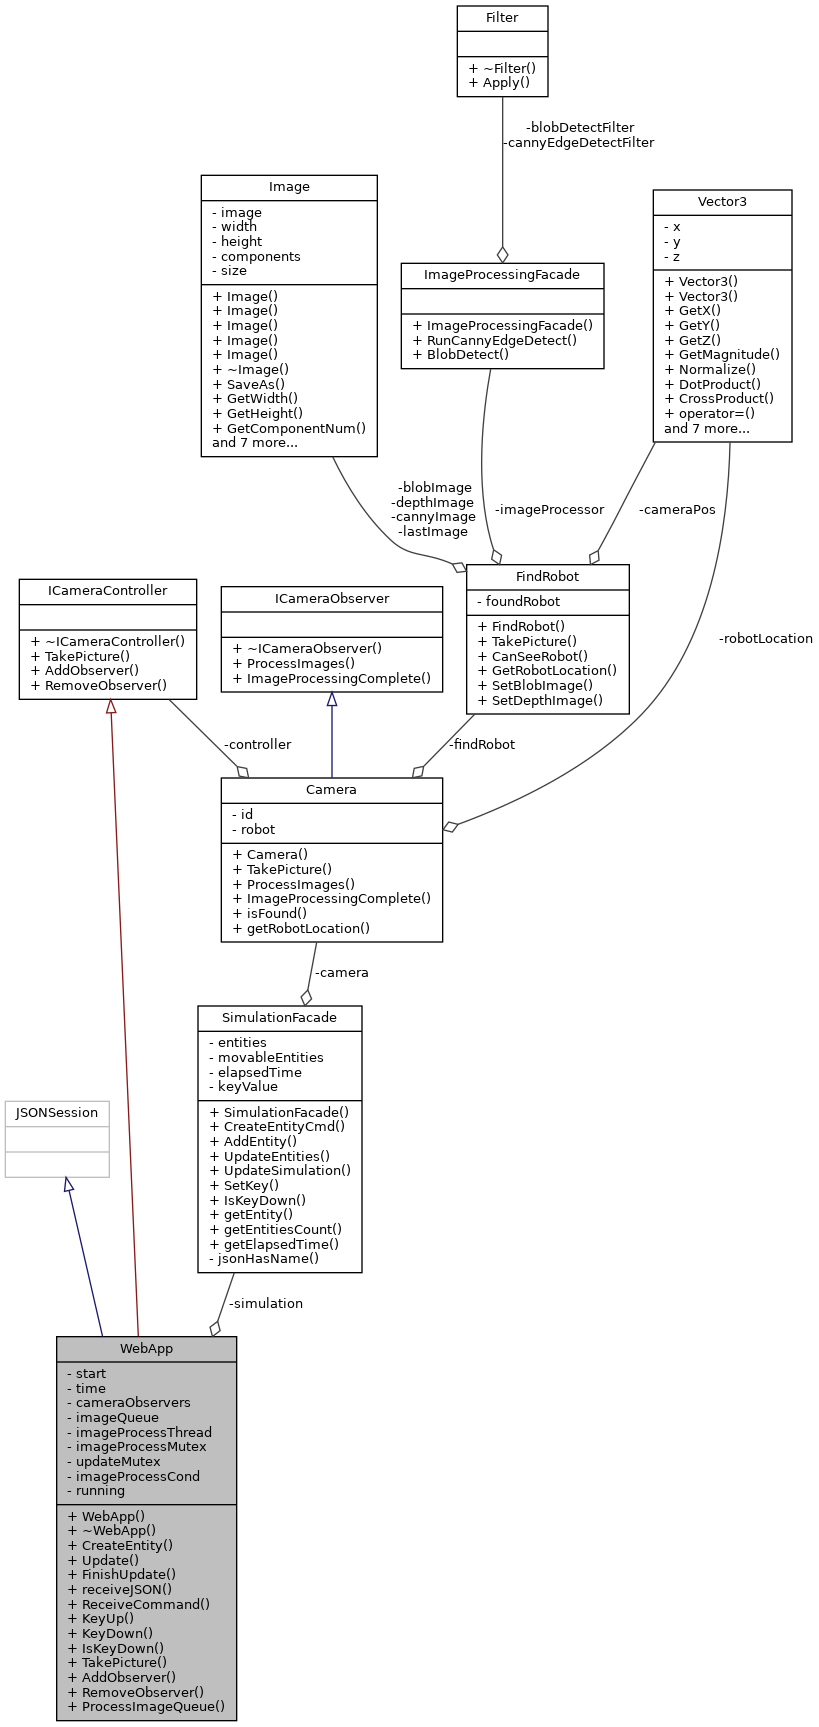 Filter
+ ~Filter()
+ Apply()
-blobDetectFilter
-cannyEdgeDetectFilter
Image
- image
- width
- height
- components
- size
+ Image()
+ Image()
+ Image()
+ Image()
+ Image()
+ ~Image()
+ SaveAs()
+ GetWidth()
+ GetHeight()
+ GetComponentNum()
and 7 more...
Vector3
- x
- y
- z
+ Vector3()
+ Vector3()
+ GetX()
+ GetY()
+ GetZ()
+ GetMagnitude()
+ Normalize()
+ DotProduct()
+ CrossProduct()
+ operator=()
and 7 more...
ImageProcessingFacade
+ ImageProcessingFacade()
+ RunCannyEdgeDetect()
+ BlobDetect()
-blobImage
-depthImage
-cannyImage
-lastImage
-imageProcessor
-cameraPos
FindRobot
- foundRobot
+ FindRobot()
+ TakePicture()
+ CanSeeRobot()
+ GetRobotLocation()
+ SetBlobImage()
+ SetDepthImage()
ICameraController
+ ~ICameraController()
+ TakePicture()
+ AddObserver()
+ RemoveObserver()
ICameraObserver
+ ~ICameraObserver()
+ ProcessImages()
+ ImageProcessingComplete()
-robotLocation
-controller
-findRobot
Camera
- id
- robot
+ Camera()
+ TakePicture()
+ ProcessImages()
+ ImageProcessingComplete()
+ isFound()
+ getRobotLocation()
-camera
SimulationFacade
- entities
- movableEntities
- elapsedTime
- keyValue
+ SimulationFacade()
+ CreateEntityCmd()
+ AddEntity()
+ UpdateEntities()
+ UpdateSimulation()
+ SetKey()
+ IsKeyDown()
+ getEntity()
+ getEntitiesCount()
+ getElapsedTime()
- jsonHasName()
JSONSession
-simulation
WebApp
- start
- time
- cameraObservers
- imageQueue
- imageProcessThread
- imageProcessMutex
- updateMutex
- imageProcessCond
- running
+ WebApp()
+ ~WebApp()
+ CreateEntity()
+ Update()
+ FinishUpdate()
+ receiveJSON()
+ ReceiveCommand()
+ KeyUp()
+ KeyDown()
+ IsKeyDown()
+ TakePicture()
+ AddObserver()
+ RemoveObserver()
+ ProcessImageQueue()